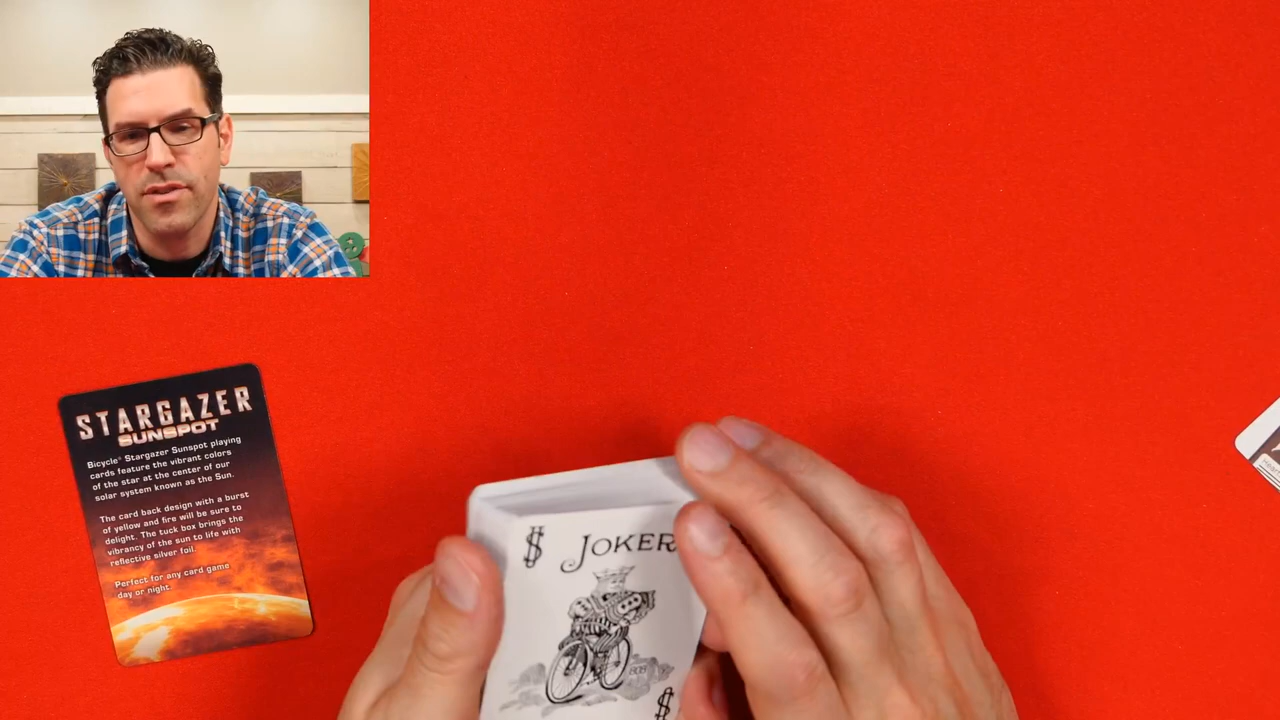 STARGAZER
SUNSPOT
Bicycle® Stargazer Sunspot playing
cards feature the vibrant colors
of the star at the center of our
solar system known as the Sun.
The card back design with a burst
of yellow and fire will be sure to
delight. The tuck box brings the
vibrancy of the sun to life with
reflective silver foil.
Perfect for any card game
day or night.
$ JOKER
808
$